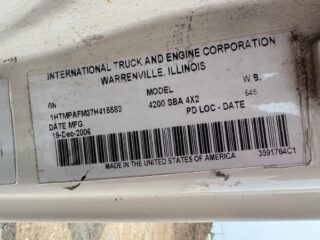 INTERNATIONAL TRUCK AND ENGINE CORPORATION
WARRENVILLE, ILLINOIS
VIN MODEL W.B.
1HTMPAFM37H415583 4200 SBA 4X2 645
DATE MFG. PD LOC - DATE
19-Dec-2006
MADE IN THE UNITED STATES OF AMERICA 3591764C1